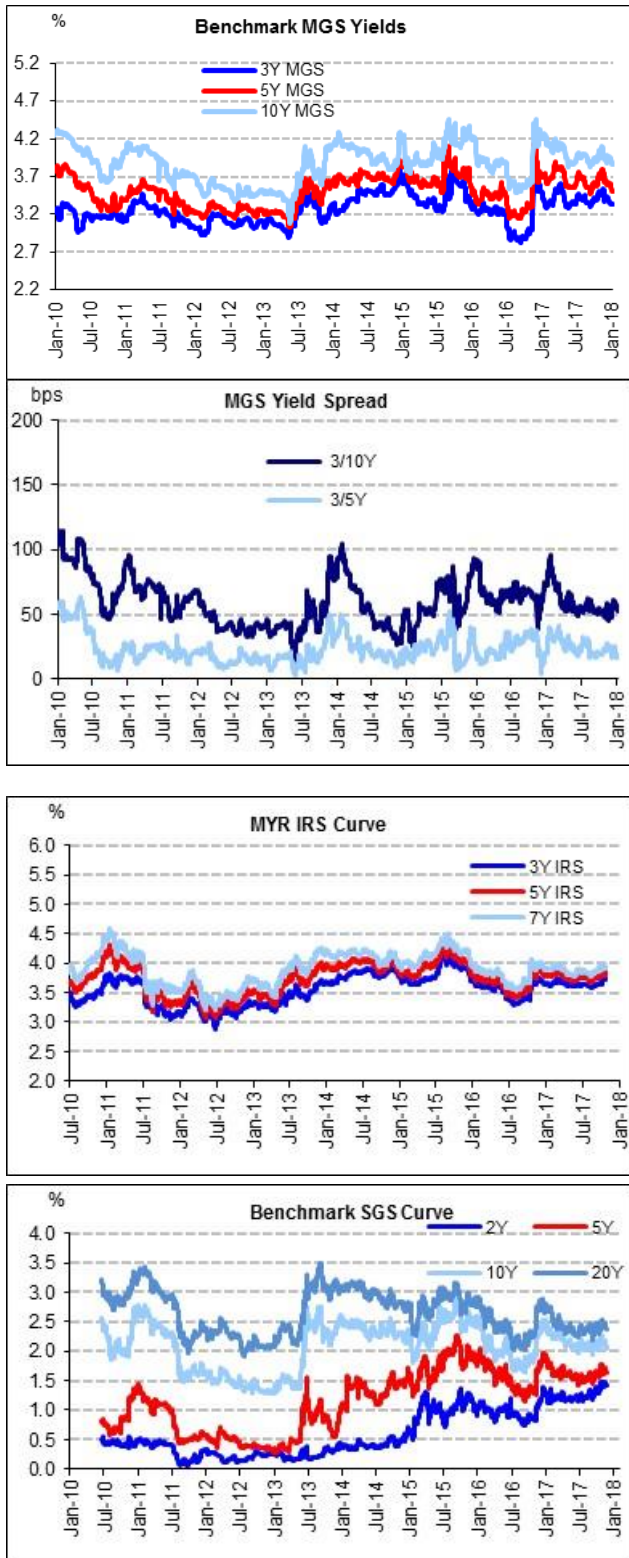 % Benchmark MGS Yields
5.2
4.7
4.2
3.7
3.2
2.7
2.2
3Y MGS
5Y MGS
10Y MGS
Jan-10 Jul-10 Jan-11 Jul-11 Jan-12 Jul-12 Jan-13 Jul-13 Jan-14 Jul-14 Jan-15 Jul-15 Jan-16 Jul-16 Jan-17 Jul-17 Jan-18
bps MGS Yield Spread
200
150
100
50
0
3/10Y
3/5Y
Jan-10 Jul-10 Jan-11 Jul-11 Jan-12 Jul-12 Jan-13 Jul-13 Jan-14 Jul-14 Jan-15 Jul-15 Jan-16 Jul-16 Jan-17 Jul-17 Jan-18
% MYR IRS Curve
6.0
5.5
5.0
4.5
4.0
3.5
3.0
2.5
2.0
3Y IRS
5Y IRS
7Y IRS
Jul-10 Jan-11 Jul-11 Jan-12 Jul-12 Jan-13 Jul-13 Jan-14 Jul-14 Jan-15 Jul-15 Jan-16 Jul-16 Jan-17 Jul-17 Jan-18
% Benchmark SGS Curve
2Y 5Y
10Y 20Y
4.0
3.5
3.0
2.5
2.0
1.5
1.0
0.5
0.0
Jan-10 Jul-10 Jan-11 Jul-11 Jan-12 Jul-12 Jan-13 Jul-13 Jan-14 Jul-14 Jan-15 Jul-15 Jan-16 Jul-16 Jan-17 Jul-17 Jan-18